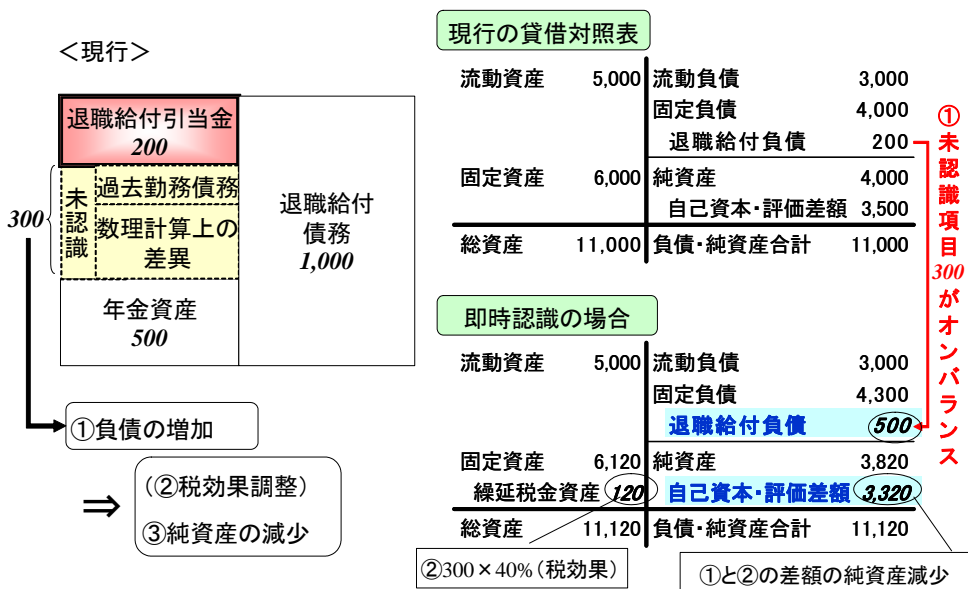 ＜現行＞
退職給付引当金
200
300
未認識
過去勤務債務
数理計算上の
差異
年金資産
500
退職給付
債務
1,000
①負債の増加
⇒
(②税効果調整)
③純資産の減少
現行の貸借対照表
流動資産 5,000 流動負債 3,000
固定負債 4,000
退職給付負債 200
固定資産 6,000 純資産 4,000
自己資本・評価差額 3,500
総資産 11,000 負債・純資産合計 11,000
①未認識項目300がオンバランス
即時認識の場合
流動資産 5,000 流動負債 3,000
固定負債 4,300
退職給付負債 500
固定資産 6,120 純資産 3,820
繰延税金資産 120 自己資本・評価差額 3,320
総資産 11,120 負債・純資産合計 11,120
②300×40%(税効果)
①と②の差額の純資産減少